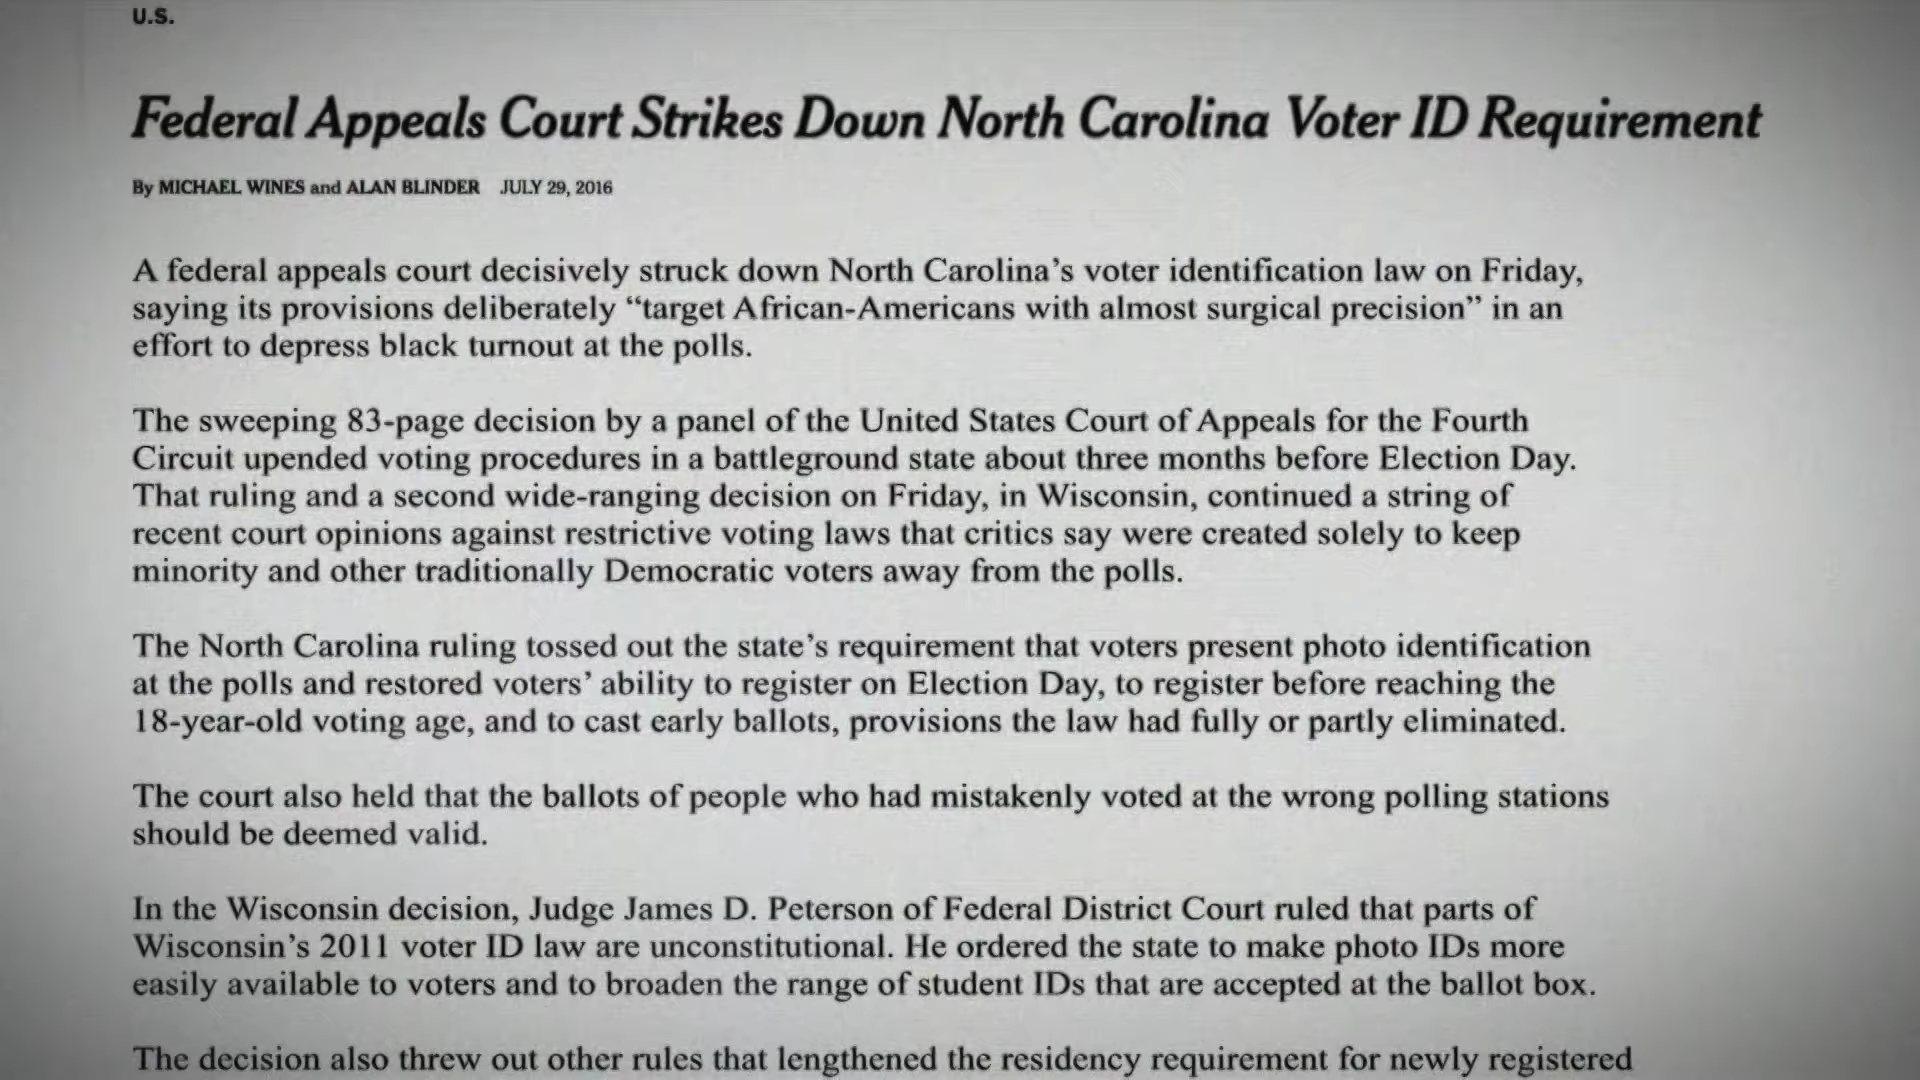 U.S.
Federal Appeals Court Strikes Down North Carolina Voter ID Requirement
By MICHAEL WINES and ALAN BLINDER JULY 29, 2016
A federal appeals court decisively struck down North Carolina’s voter identification law on Friday,
saying its provisions deliberately “target African-Americans with almost surgical precision” in an
effort to depress black turnout at the polls.
The sweeping 83-page decision by a panel of the United States Court of Appeals for the Fourth
Circuit upended voting procedures in a battleground state about three months before Election Day.
That ruling and a second wide-ranging decision on Friday, in Wisconsin, continued a string of
recent court opinions against restrictive voting laws that critics say were created solely to keep
minority and other traditionally Democratic voters away from the polls.
The North Carolina ruling tossed out the state’s requirement that voters present photo identification
at the polls and restored voters’ ability to register on Election Day, to register before reaching the
18-year-old voting age, and to cast early ballots, provisions the law had fully or partly eliminated.
The court also held that the ballots of people who had mistakenly voted at the wrong polling stations
should be deemed valid.
In the Wisconsin decision, Judge James D. Peterson of Federal District Court ruled that parts of
Wisconsin’s 2011 voter ID law are unconstitutional. He ordered the state to make photo IDs more
easily available to voters and to broaden the range of student IDs that are accepted at the ballot box.
The decision also threw out other rules that lengthened the residency requirement for newly registered